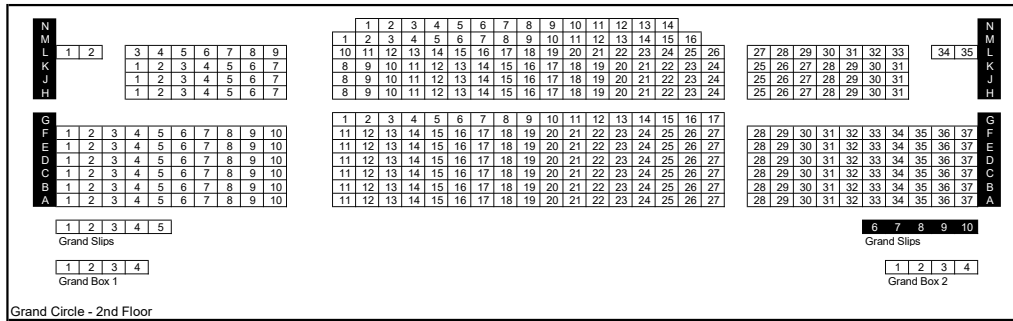 N 1 2 3 4 5 6 7 8 9 10 11 12 13 14 N
M 1 2 3 4 5 6 7 8 9 10 11 12 13 14 15 16 M
L 1 2 3 4 5 6 7 8 9 10 11 12 13 14 15 16 17 18 19 20 21 22 23 24 25 26 27 28 29 30 31 32 33 34 35 L
K 1 2 3 4 5 6 7 8 9 10 11 12 13 14 15 16 17 18 19 20 21 22 23 24 25 26 27 28 29 30 31 K
J 1 2 3 4 5 6 7 8 9 10 11 12 13 14 15 16 17 18 19 20 21 22 23 24 25 26 27 28 29 30 31 J
H 1 2 3 4 5 6 7 8 9 10 11 12 13 14 15 16 17 18 19 20 21 22 23 24 25 26 27 28 29 30 31 H
G 1 2 3 4 5 6 7 8 9 10 11 12 13 14 15 16 17 G
F 1 2 3 4 5 6 7 8 9 10 11 12 13 14 15 16 17 18 19 20 21 22 23 24 25 26 27 28 29 30 31 32 33 34 35 36 37 F
E 1 2 3 4 5 6 7 8 9 10 11 12 13 14 15 16 17 18 19 20 21 22 23 24 25 26 27 28 29 30 31 32 33 34 35 36 37 E
D 1 2 3 4 5 6 7 8 9 10 11 12 13 14 15 16 17 18 19 20 21 22 23 24 25 26 27 28 29 30 31 32 33 34 35 36 37 D
C 1 2 3 4 5 6 7 8 9 10 11 12 13 14 15 16 17 18 19 20 21 22 23 24 25 26 27 28 29 30 31 32 33 34 35 36 37 C
B 1 2 3 4 5 6 7 8 9 10 11 12 13 14 15 16 17 18 19 20 21 22 23 24 25 26 27 28 29 30 31 32 33 34 35 36 37 B
A 1 2 3 4 5 6 7 8 9 10 11 12 13 14 15 16 17 18 19 20 21 22 23 24 25 26 27 28 29 30 31 32 33 34 35 36 37 A
1 2 3 4 5 6 7 8 9 10
Grand Slips Grand Slips
1 2 3 4 1 2 3 4
Grand Box 1 Grand Box 2
Grand Circle - 2nd Floor